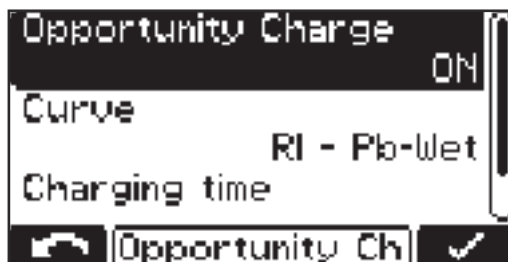 Opportunity Charge
ON
Curve
RI - Pb-Wet
Charging time
Opportunity Ch